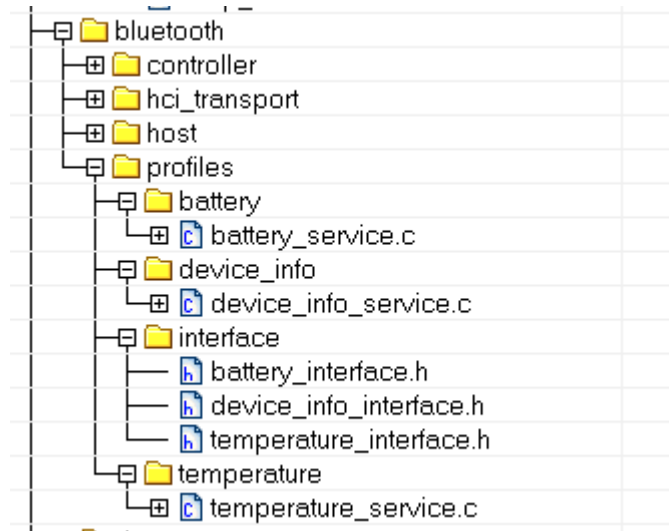 bluetooth
controller
hci_transport
host
profiles
battery
battery_service.c
device_info
device_info_service.c
interface
battery_interface.h
device_info_interface.h
temperature_interface.h
temperature
temperature_service.c